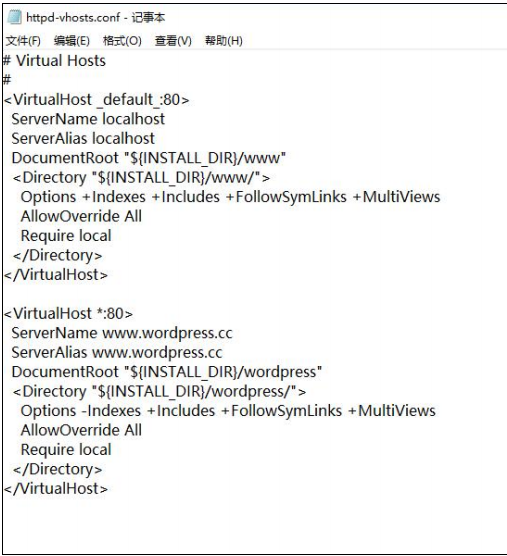 httpd-vhosts.conf - 记事本
文件(F) 编辑(E) 格式(O) 查看(V) 帮助(H)
# Virtual Hosts
#
<VirtualHost _default_:80>
  ServerName localhost
  ServerAlias localhost
  DocumentRoot "${INSTALL_DIR}/www"
  <Directory "${INSTALL_DIR}/www/">
    Options +Indexes +Includes +FollowSymLinks +MultiViews
    AllowOverride All
    Require local
  </Directory>
</VirtualHost>

<VirtualHost *:80>
  ServerName www.wordpress.cc
  ServerAlias www.wordpress.cc
  DocumentRoot "${INSTALL_DIR}/wordpress"
  <Directory "${INSTALL_DIR}/wordpress/">
    Options -Indexes +Includes +FollowSymLinks +MultiViews
    AllowOverride All
    Require local
  </Directory>
</VirtualHost>